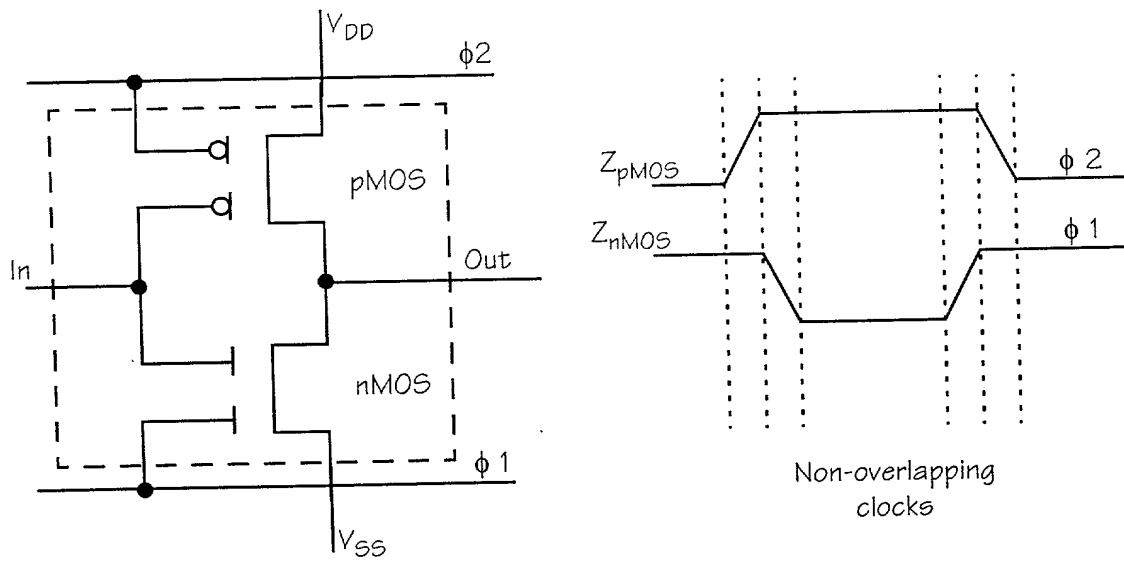 V_DD
ϕ2
pMOS
In
Out
nMOS
ϕ1
V_SS
Z_pMOS
ϕ 2
Z_nMOS
ϕ 1
Non-overlapping
clocks